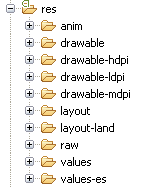 res
anim
drawable
drawable-hdpi
drawable-ldpi
drawable-mdpi
layout
layout-land
raw
values
values-es